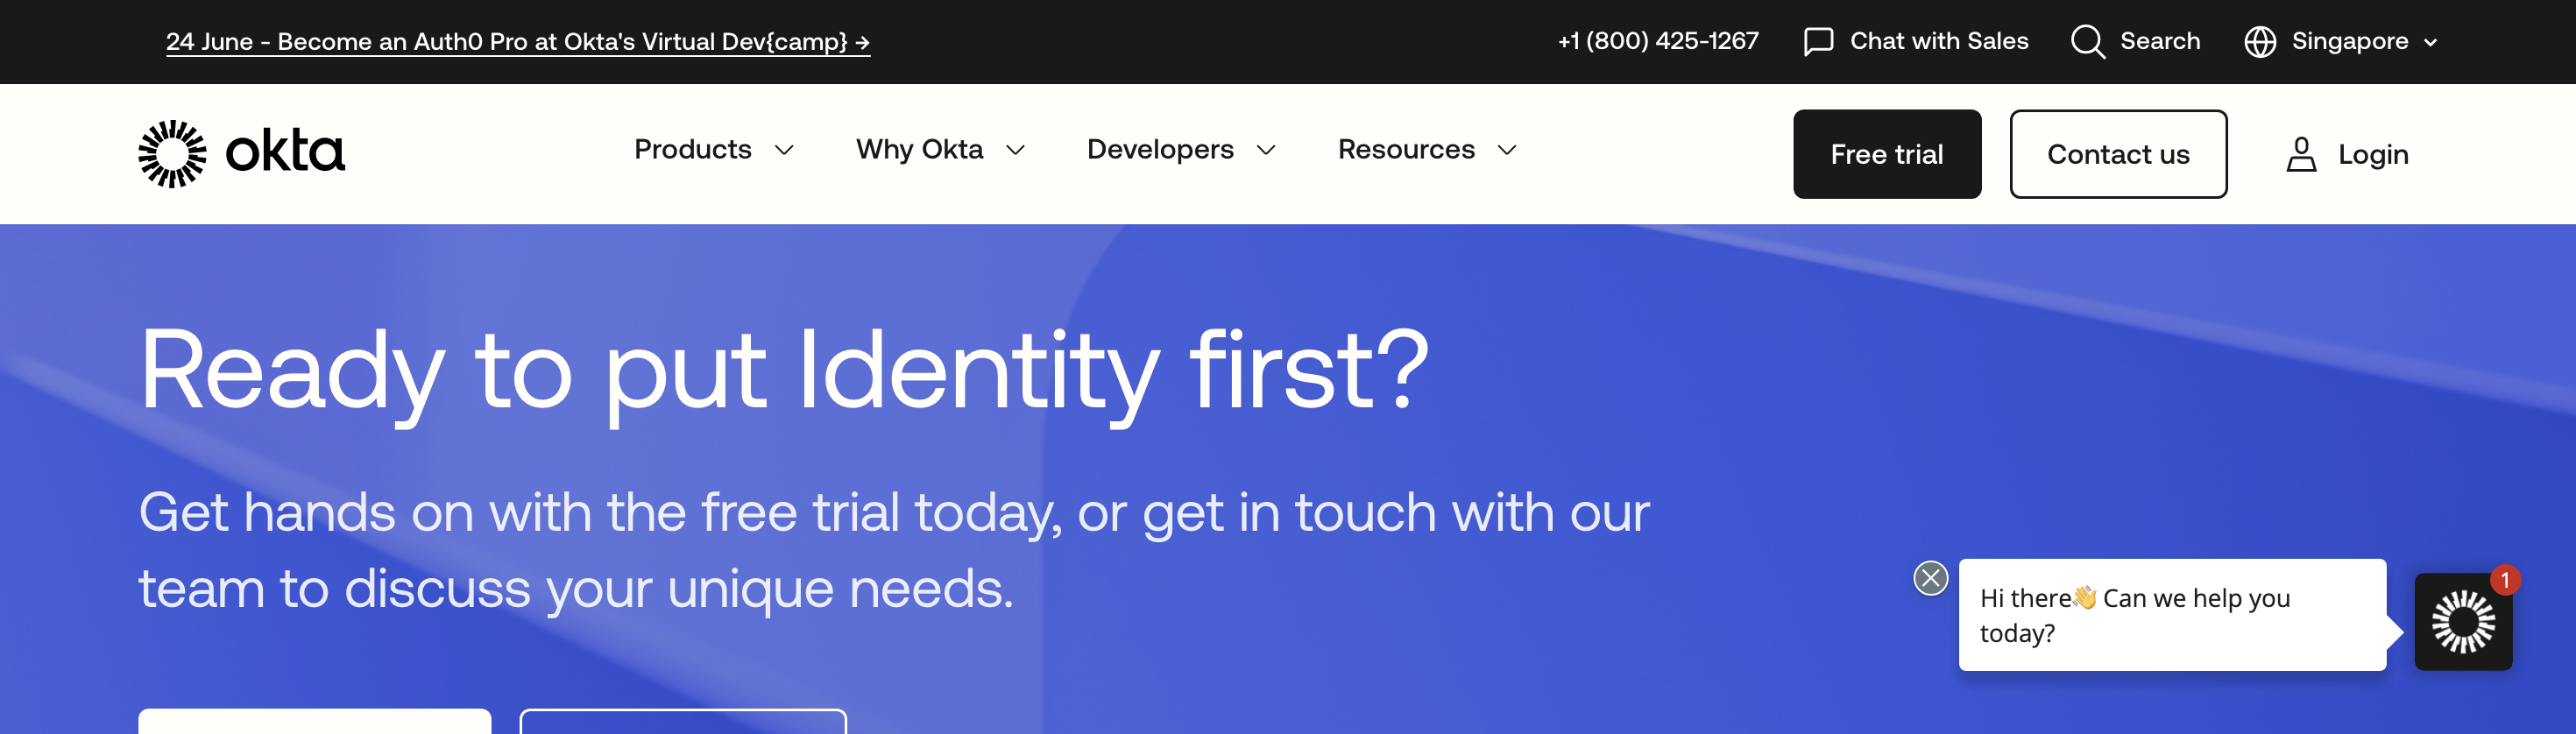 24 June - Become an Auth0 Pro at Okta's Virtual Dev{camp} →
+1 (800) 425-1267
Chat with Sales
Search
Singapore
okta
Products
Why Okta
Developers
Resources
Free trial
Contact us
Login
Ready to put Identity first?
Get hands on with the free trial today, or get in touch with our
team to discuss your unique needs.
Hi there👋 Can we help you
today?
1